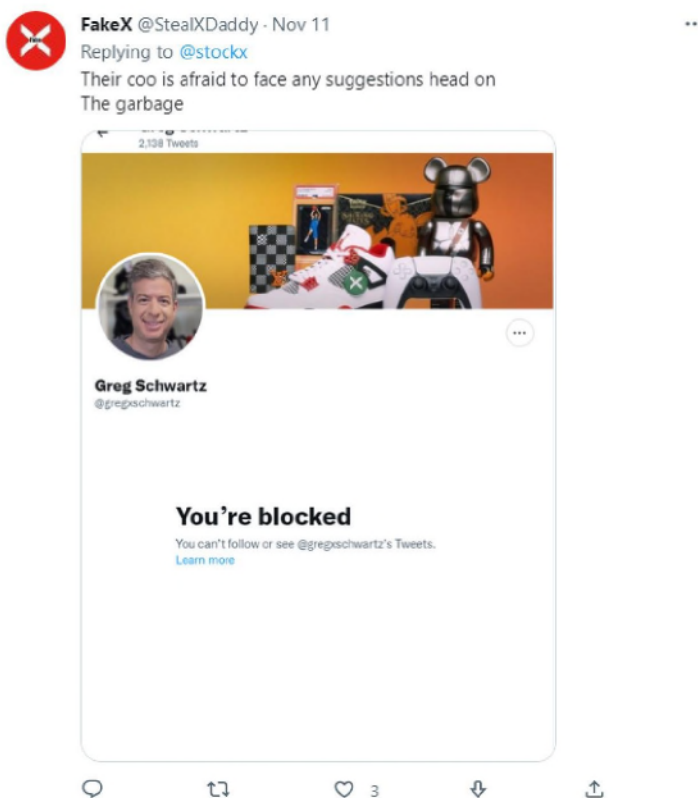 FakeX @StealXDaddy · Nov 11
Replying to @stockx
Their coo is afraid to face any suggestions head on
The garbage
2,138 Tweets
Greg Schwartz
@gregxschwartz
You're blocked
You can't follow or see @gregxschwartz's Tweets.
Learn more
3